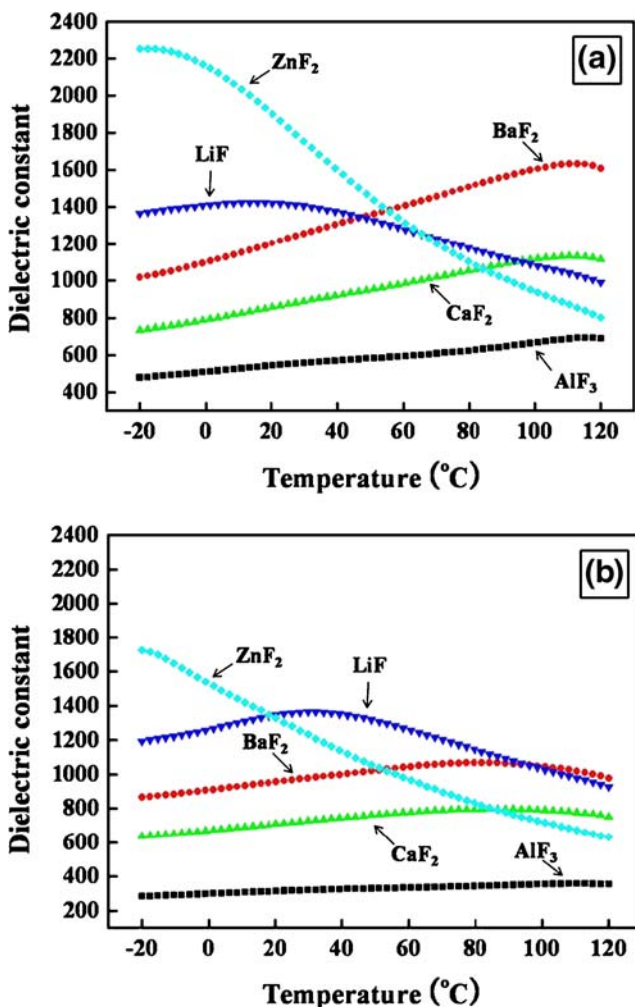 2400
(a)
2200
ZnF₂
2000
1800
BaF₂
1600
LiF
1400
1200
1000
800
CaF₂
600
AlF₃
400
-20 0 20 40 60 80 100 120
Dielectric constant
Temperature (°C)
2400
(b)
2200
2000
1800
ZnF₂
LiF
1600
1400
1200
BaF₂
1000
800
600
CaF₂
AlF₃
400
200
-20 0 20 40 60 80 100 120
Dielectric constant
Temperature (°C)